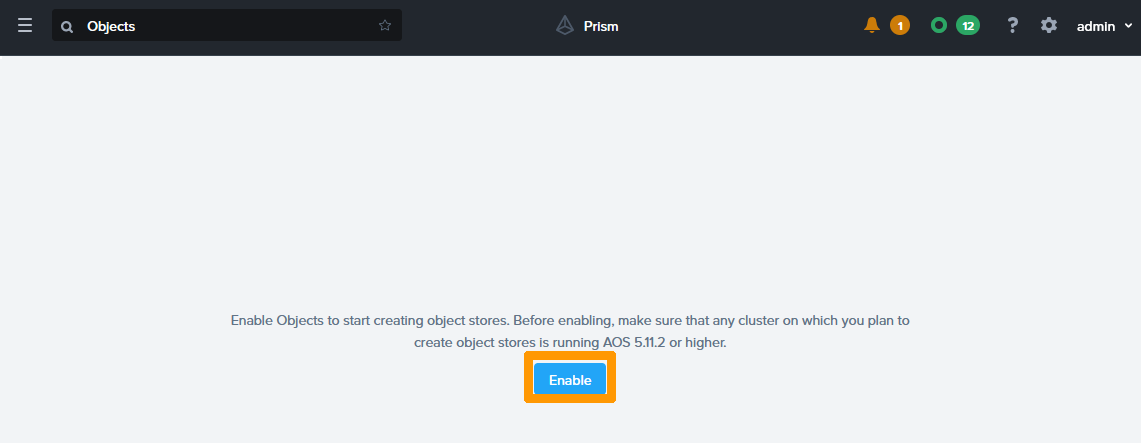 Objects
Prism
1
12
?
admin
Enable Objects to start creating object stores. Before enabling, make sure that any cluster on which you plan to
create object stores is running AOS 5.11.2 or higher.
Enable